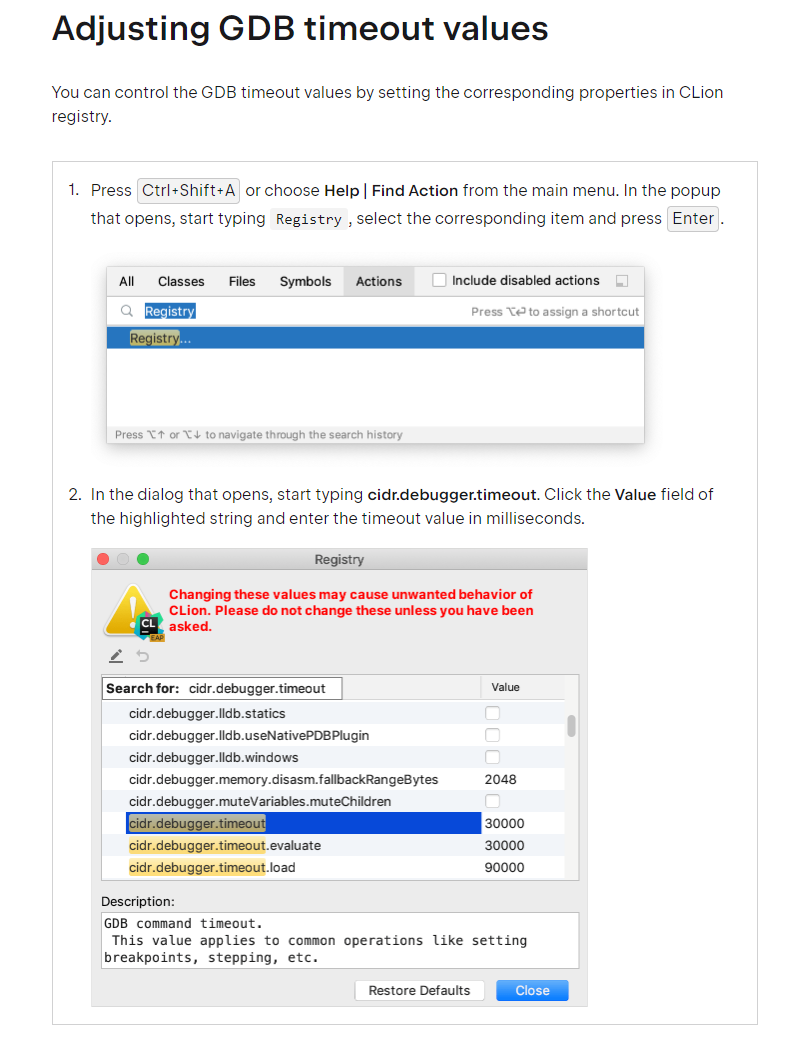 Adjusting GDB timeout values
You can control the GDB timeout values by setting the corresponding properties in CLion
registry.
1. Press Ctrl+Shift+A or choose Help | Find Action from the main menu. In the popup
that opens, start typing Registry , select the corresponding item and press Enter .
All Classes Files Symbols Actions Include disabled actions
Registry Press ⌥⏎ to assign a shortcut
Registry...
Press ⌥↑ or ⌥↓ to navigate through the search history
2. In the dialog that opens, start typing cidr.debugger.timeout. Click the Value field of
the highlighted string and enter the timeout value in milliseconds.
Registry
Changing these values may cause unwanted behavior of
CLion. Please do not change these unless you have been
asked.
CL
EAP
Search for: cidr.debugger.timeout Value
cidr.debugger.lldb.statics
cidr.debugger.lldb.useNativePDBPlugin
cidr.debugger.lldb.windows
cidr.debugger.memory.disasm.fallbackRangeBytes 2048
cidr.debugger.muteVariables.muteChildren
cidr.debugger.timeout 30000
cidr.debugger.timeout.evaluate 30000
cidr.debugger.timeout.load 90000
Description:
GDB command timeout.
This value applies to common operations like setting
breakpoints, stepping, etc.
Restore Defaults Close